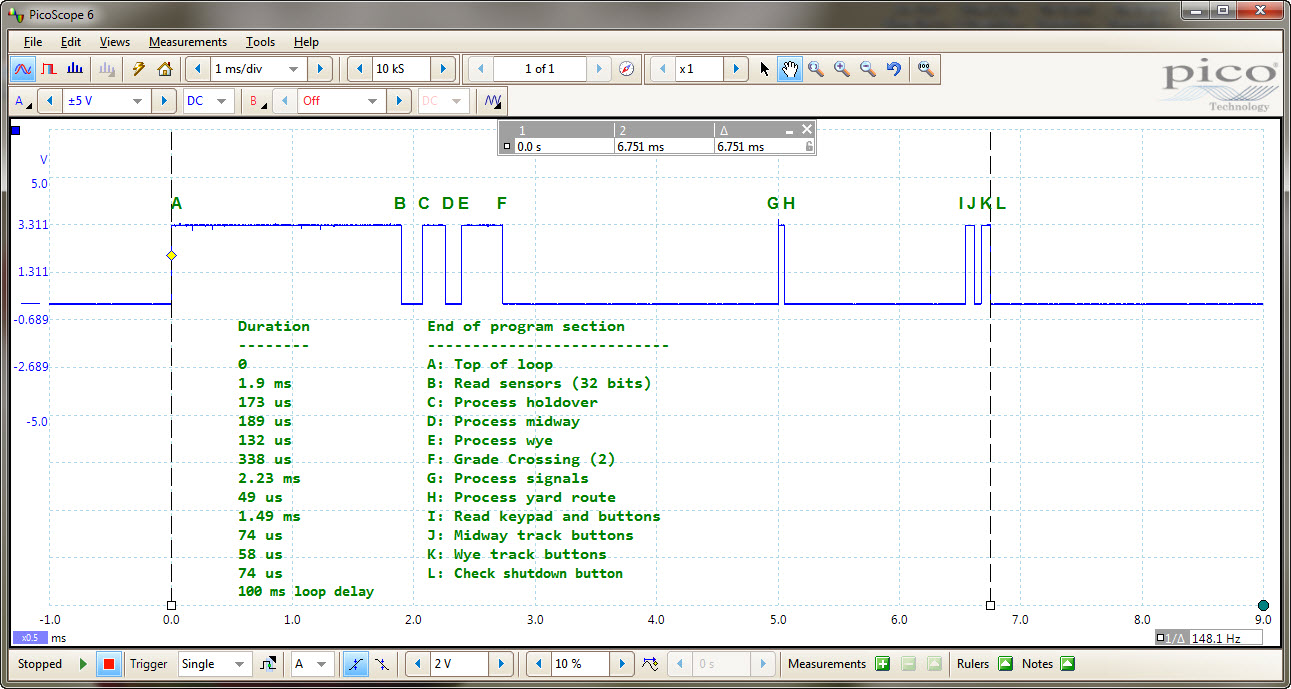 PicoScope 6
File Edit Views Measurements Tools Help
1 ms/div 10 kS 1 of 1 x1
pico
Technology
A ±5 V DC B Off DC
1 2 Δ
0.0 s 6.751 ms 6.751 ms
V
5.0
A B C D E F G H I J K L
3.311
1.311
-0.689
Duration End of program section
-------- ---------------------------
0 A: Top of loop
-2.689
1.9 ms B: Read sensors (32 bits)
173 us C: Process holdover
189 us D: Process midway
-5.0
132 us E: Process wye
338 us F: Grade Crossing (2)
2.23 ms G: Process signals
49 us H: Process yard route
1.49 ms I: Read keypad and buttons
74 us J: Midway track buttons
58 us K: Wye track buttons
74 us L: Check shutdown button
100 ms loop delay
-1.0 0.0 1.0 2.0 3.0 4.0 5.0 6.0 7.0 8.0 9.0
x0.5 ms 1/Δ 148.1 Hz
Stopped Trigger Single A 2 V 10 % 0 s Measurements Rulers Notes